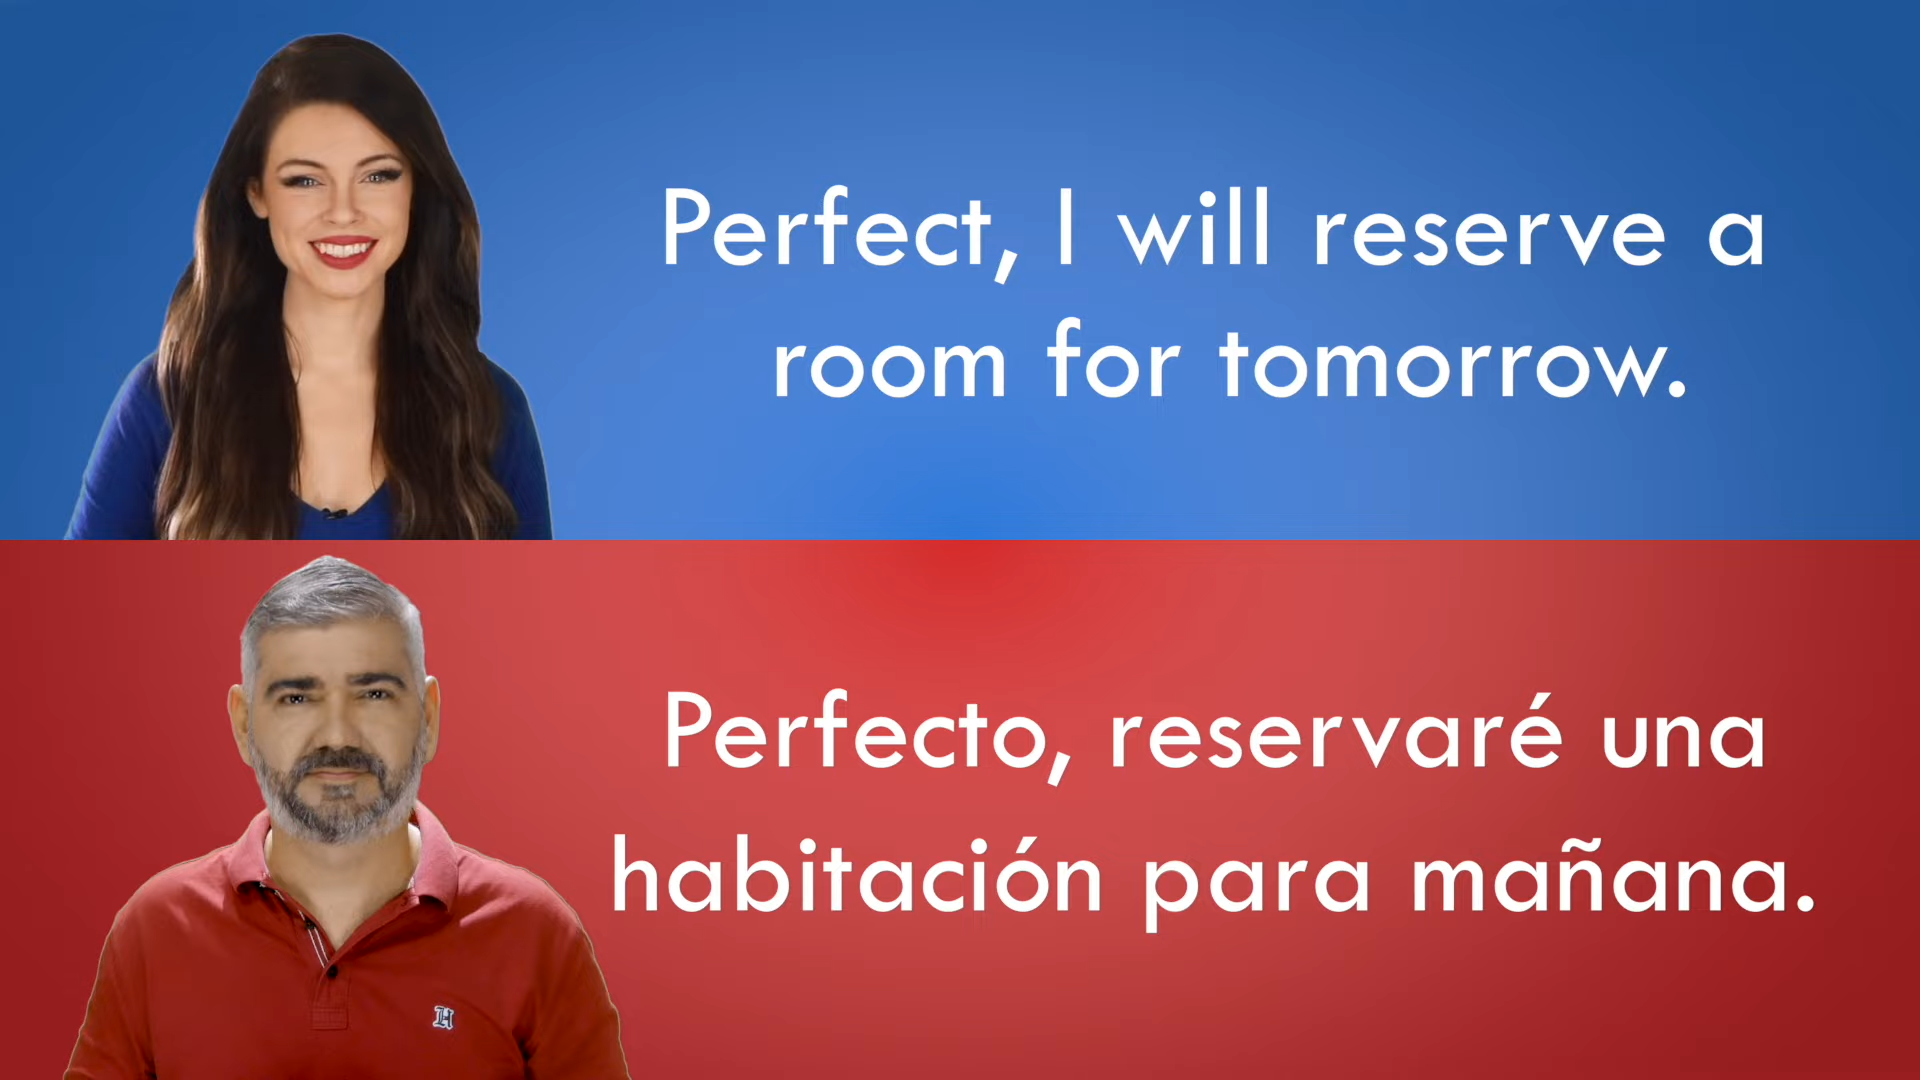 Perfect, I will reserve a
room for tomorrow.
Perfecto, reservaré una
habitación para mañana.
H